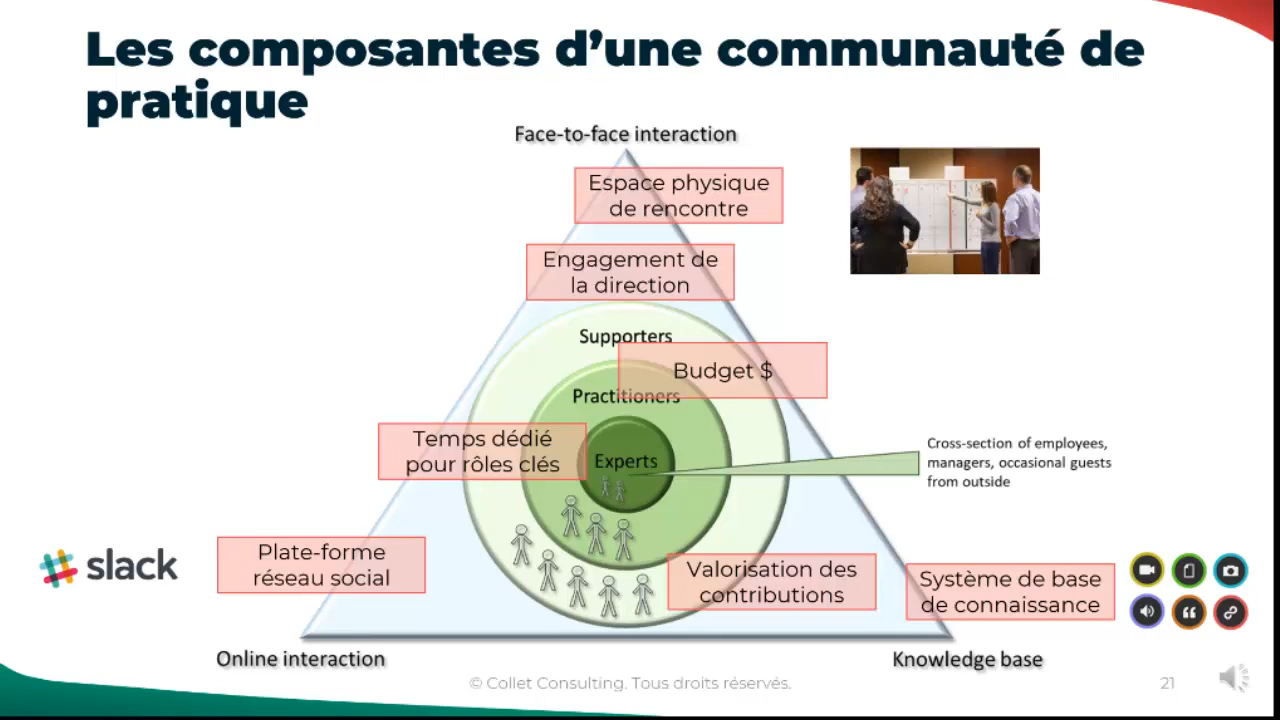 Les composantes d’une communauté de
pratique
Face-to-face interaction
Espace physique
de rencontre
Engagement de
la direction
Supporters
Budget $
Practitioners
Temps dédié
pour rôles clés
Experts
Cross-section of employees,
managers, occasional guests
from outside
slack
Plate-forme
réseau social
Valorisation des
contributions
Système de base
de connaissance
Online interaction
Knowledge base
© Collet Consulting. Tous droits réservés.
21